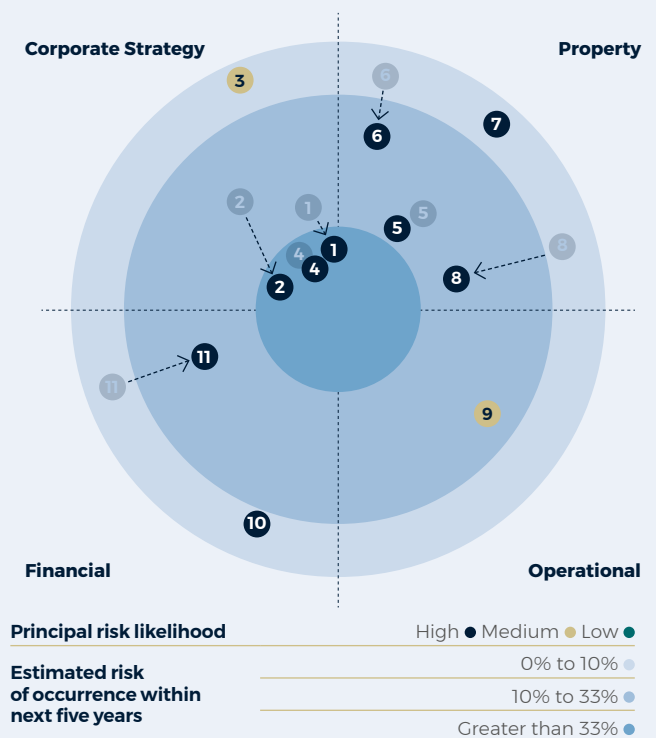 Corporate Strategy
Property
3
6
7
6
2
1
5
5
1
4
4
8
8
2
11
11
9
10
Financial
Operational
Principal risk likelihood
High Medium Low
Estimated risk
of occurrence within
next five years
0% to 10%
10% to 33%
Greater than 33%